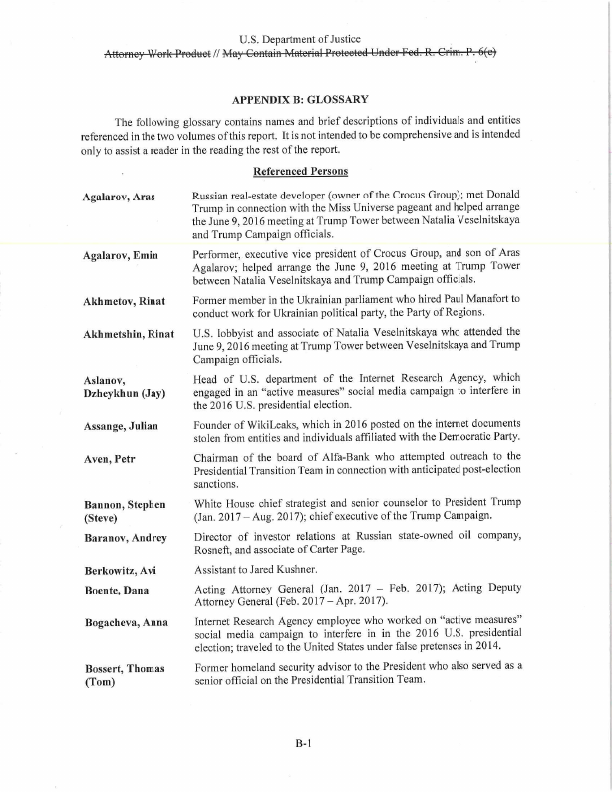 U.S. Department of Justice
Attorney Work Product // May Contain Material Protected Under Fed. R. Crim. P. 6(e)
APPENDIX B: GLOSSARY
The following glossary contains names and brief descriptions of individuals and entities
referenced in the two volumes of this report. It is not intended to be comprehensive and is intended
only to assist a reader in the reading the rest of the report.
Referenced Persons
Agalarov, Aras
Russian real-estate developer (owner of the Crocus Group); met Donald
Trump in connection with the Miss Universe pageant and helped arrange
the June 9, 2016 meeting at Trump Tower between Natalia Veselnitskaya
and Trump Campaign officials.
Agalarov, Emin
Performer, executive vice president of Crocus Group, and son of Aras
Agalarov; helped arrange the June 9, 2016 meeting at Trump Tower
between Natalia Veselnitskaya and Trump Campaign officials.
Akhmetov, Rinat
Former member in the Ukrainian parliament who hired Paul Manafort to
conduct work for Ukrainian political party, the Party of Regions.
Akhmetshin, Rinat
U.S. lobbyist and associate of Natalia Veselnitskaya who attended the
June 9, 2016 meeting at Trump Tower between Veselnitskaya and Trump
Campaign officials.
Aslanov,
Dzheykhun (Jay)
Head of U.S. department of the Internet Research Agency, which
engaged in an “active measures” social media campaign to interfere in
the 2016 U.S. presidential election.
Assange, Julian
Founder of WikiLeaks, which in 2016 posted on the internet documents
stolen from entities and individuals affiliated with the Democratic Party.
Aven, Petr
Chairman of the board of Alfa-Bank who attempted outreach to the
Presidential Transition Team in connection with anticipated post-election
sanctions.
Bannon, Stephen
(Steve)
White House chief strategist and senior counselor to President Trump
(Jan. 2017 – Aug. 2017); chief executive of the Trump Campaign.
Baranov, Andrey
Director of investor relations at Russian state-owned oil company,
Rosneft, and associate of Carter Page.
Berkowitz, Avi
Assistant to Jared Kushner.
Boente, Dana
Acting Attorney General (Jan. 2017 – Feb. 2017); Acting Deputy
Attorney General (Feb. 2017 – Apr. 2017).
Bogacheva, Anna
Internet Research Agency employee who worked on “active measures”
social media campaign to interfere in in the 2016 U.S. presidential
election; traveled to the United States under false pretenses in 2014.
Bossert, Thomas
(Tom)
Former homeland security advisor to the President who also served as a
senior official on the Presidential Transition Team.
B-1